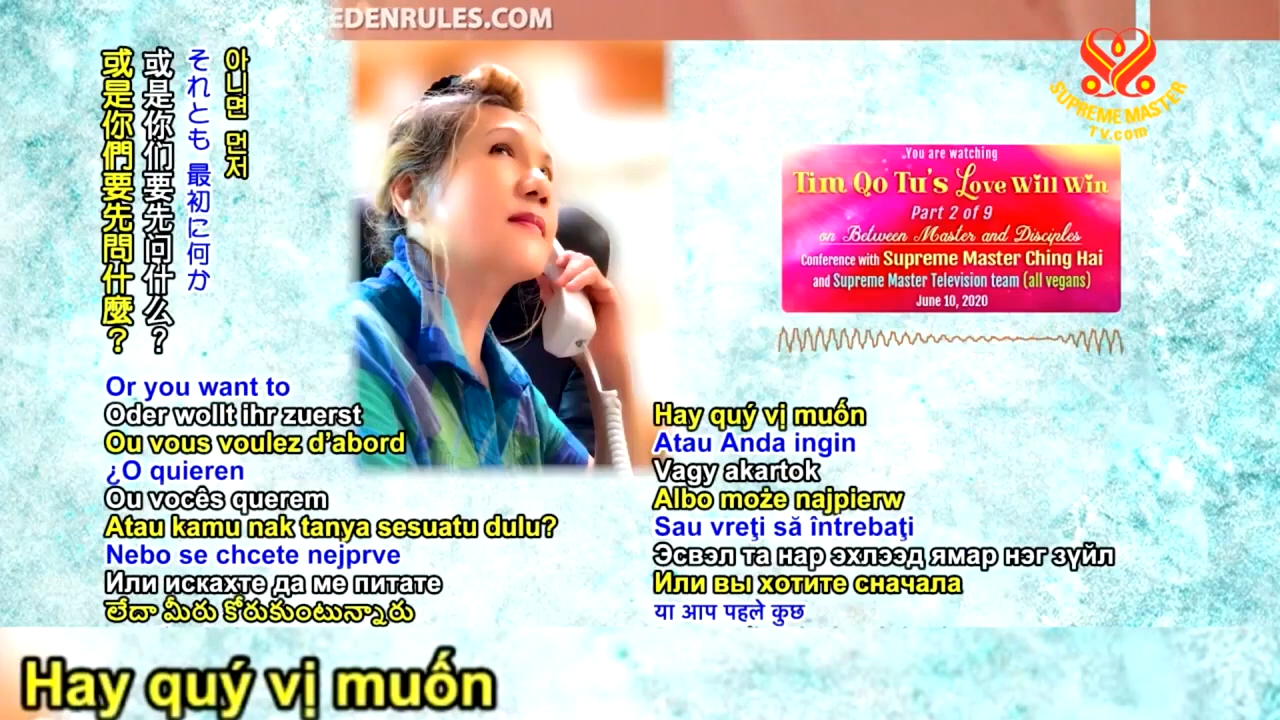 EDENRULES.COM
SUPREME MASTER
TV.com
아니면 먼저
それとも 最初に何か
或是你们要先问什么？
或是你們要先問什麼？
You are watching
Tim Qo Tu's Love Will Win
Part 2 of 9
on Between Master and Disciples
Conference with Supreme Master Ching Hai
and Supreme Master Television team (all vegans)
June 10, 2020
Or you want to
Oder wollt ihr zuerst
Ou vous voulez d'abord
¿O quieren
Ou vocês querem
Atau kamu nak tanya sesuatu dulu?
Nebo se chcete nejprve
Или искахте да ме питате
లేదా మీరు కోరుకుంటున్నారు
Hay quý vị muốn
Atau Anda ingin
Vagy akartok
Albo może najpierw
Sau vreţi să întrebaţi
Эсвэл та нар эхлээд ямар нэг зүйл
Или вы хотите сначала
या आप पहले कुछ
Hay quý vị muốn